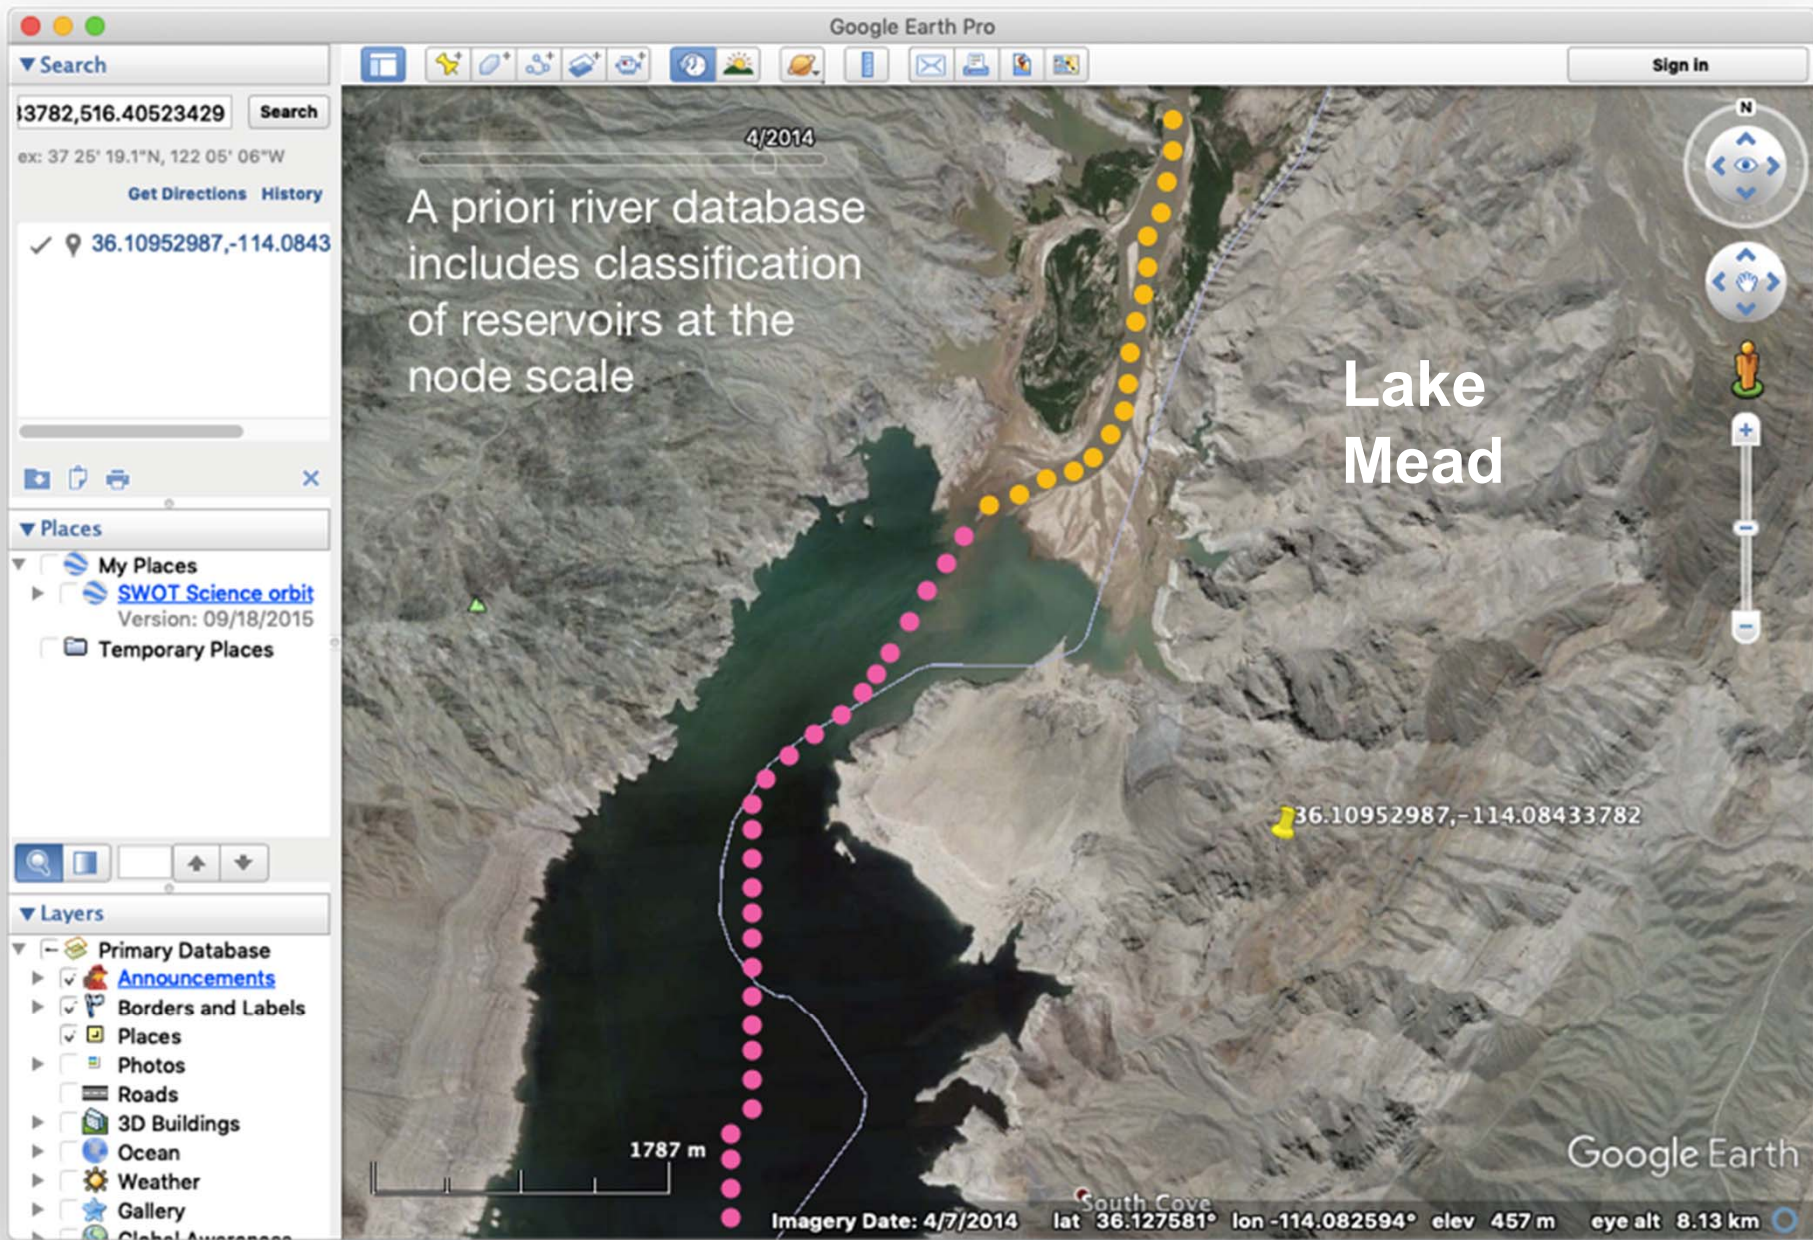 Google Earth Pro
Search
Sign in
33782,516.40523429 Search
ex: 37 25' 19.1"N, 122 05' 06"W
Get Directions History
36.10952987,-114.0843
Places
My Places
SWOT Science orbit
Version: 09/18/2015
Temporary Places
Layers
Primary Database
Announcements
Borders and Labels
Places
Photos
Roads
3D Buildings
Ocean
Weather
Gallery
Global Awareness
4/2014
A priori river database
includes classification
of reservoirs at the
node scale
N
Lake
Mead
36.10952987,-114.08433782
1787 m
Google Earth
South Cove
Imagery Date: 4/7/2014 lat 36.127581° lon -114.082594° elev 457 m eye alt 8.13 km